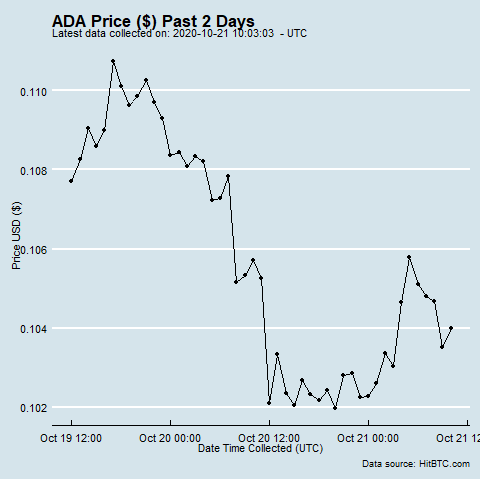 ADA Price ($) Past 2 Days
Latest data collected on: 2020-10-21 10:03:03 - UTC
0.110
0.108
0.106
0.104
0.102
Price USD ($)
Oct 19 12:00
Oct 20 00:00
Oct 20 12:00
Oct 21 00:00
Oct 21 12
Date Time Collected (UTC)
Data source: HitBTC.com